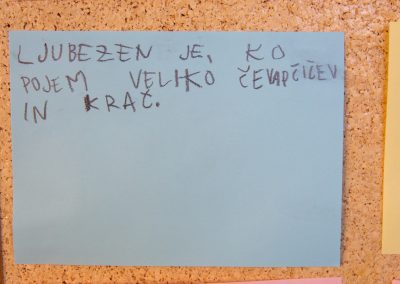 LJUBEZEN JE, KO
POJEM VELIKO ČEVAPČIČEV
IN KRAČ.